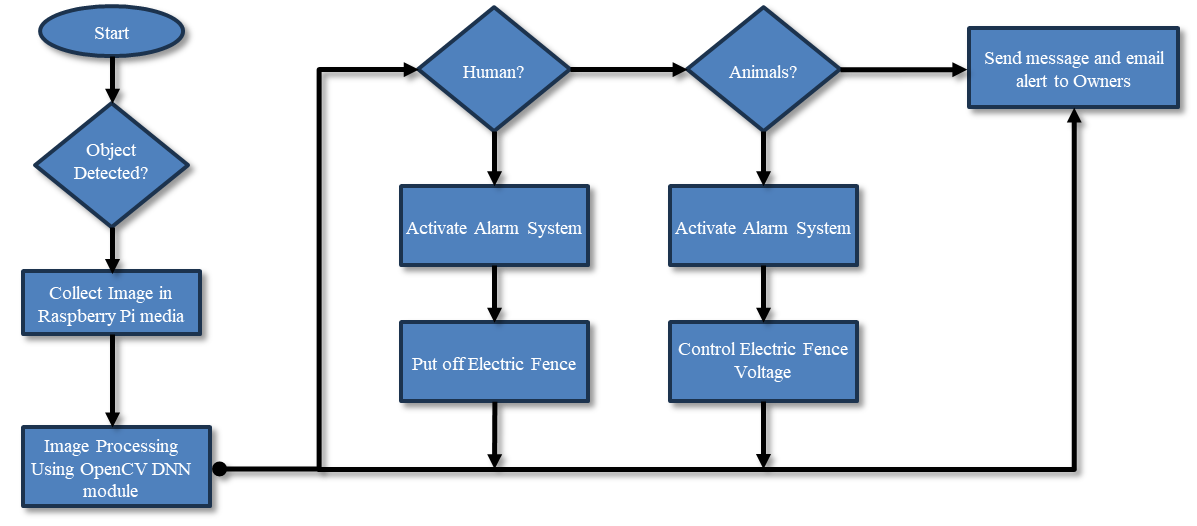 Start
Object
Detected?
Collect Image in
Raspberry Pi media
Image Processing
Using OpenCV DNN
module
Human?
Activate Alarm System
Put off Electric Fence
Animals?
Activate Alarm System
Control Electric Fence
Voltage
Send message and email
alert to Owners